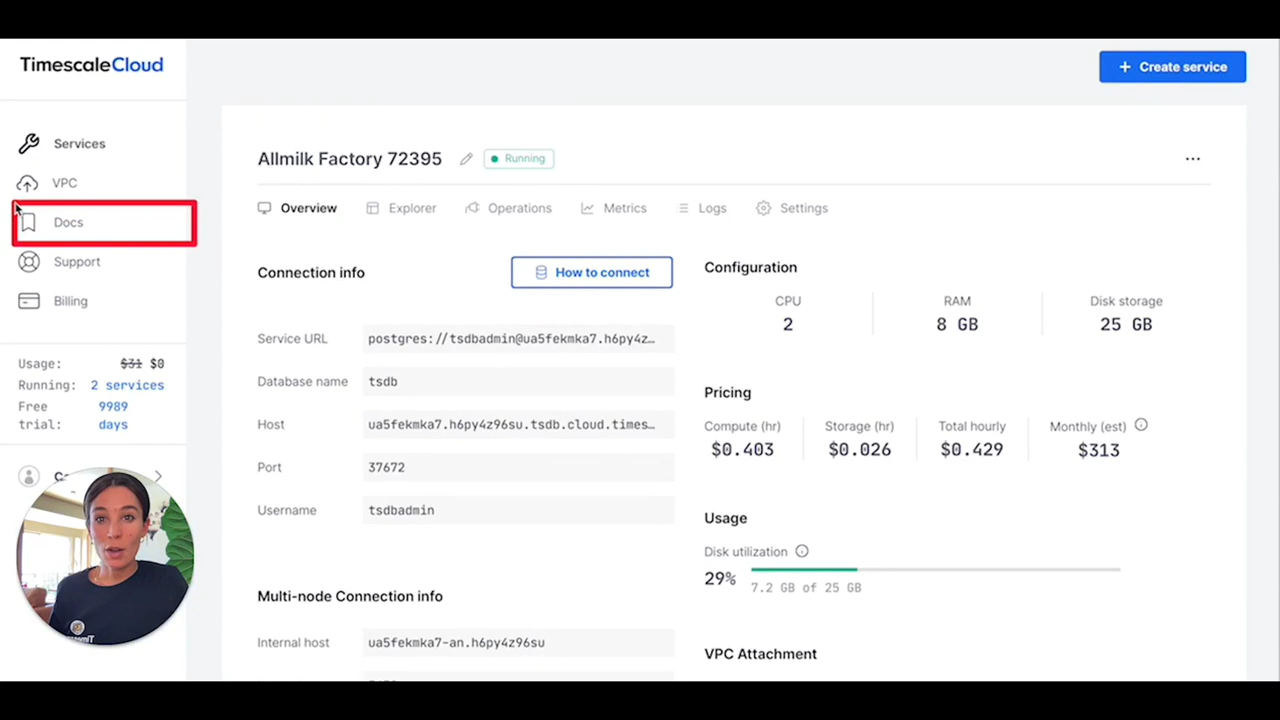 TimescaleCloud
+ Create service
Services
VPC
Docs
Support
Billing
Usage: $31 $0
Running: 2 services
Free trial: 9989 days
Allmilk Factory 72395
Running
...
Overview
Explorer
Operations
Metrics
Logs
Settings
Connection info
How to connect
Service URL postgres://tsdbadmin@ua5fekmka7.h6py4z…
Database name tsdb
Host ua5fekmka7.h6py4z96su.tsdb.cloud.times…
Port 37672
Username tsdbadmin
Multi-node Connection info
Internal host ua5fekmka7-an.h6py4z96su
Configuration
CPU RAM Disk storage
2 8 GB 25 GB
Pricing
Compute (hr) Storage (hr) Total hourly Monthly (est)
$0.403 $0.026 $0.429 $313
Usage
Disk utilization
29% 7.2 GB of 25 GB
VPC Attachment